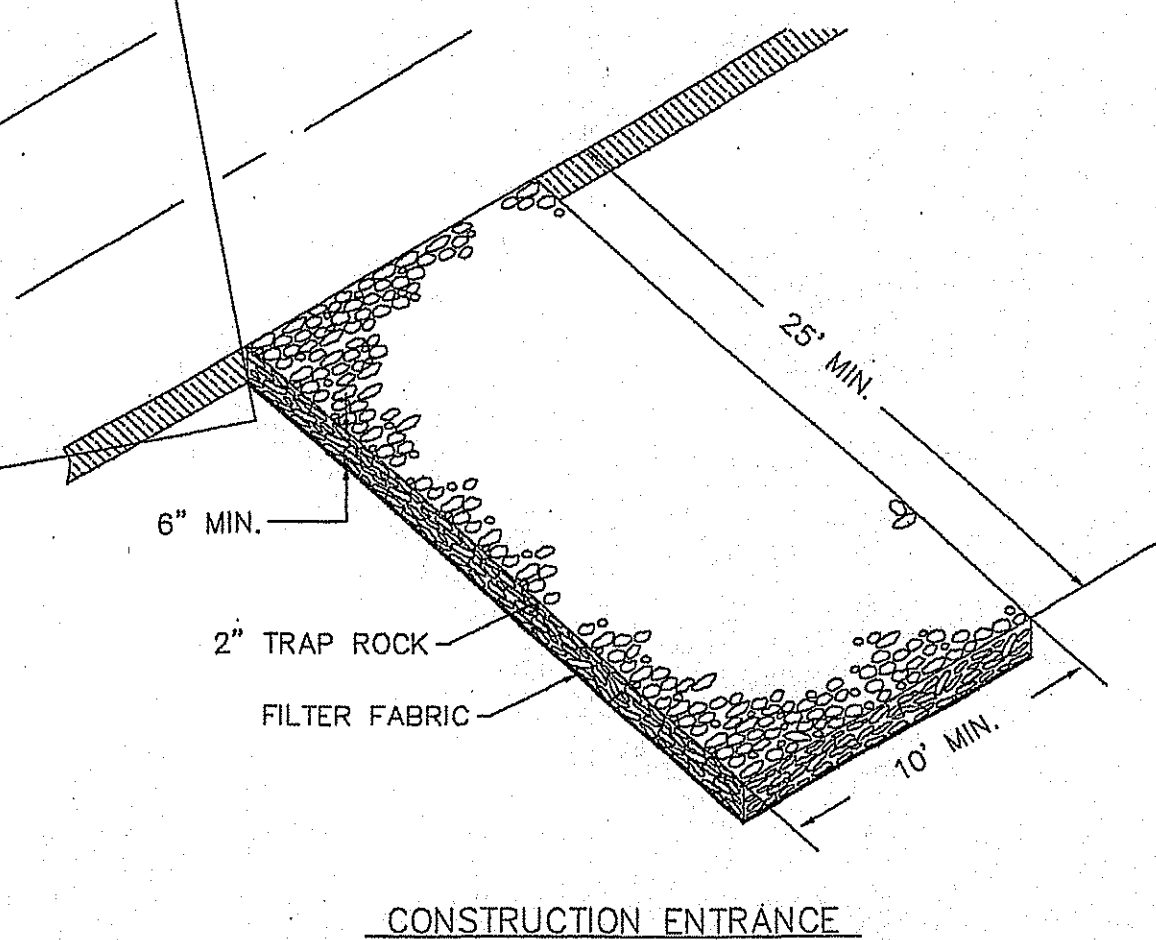 25' MIN.
6" MIN.
2" TRAP ROCK
FILTER FABRIC
10' MIN.
CONSTRUCTION ENTRANCE